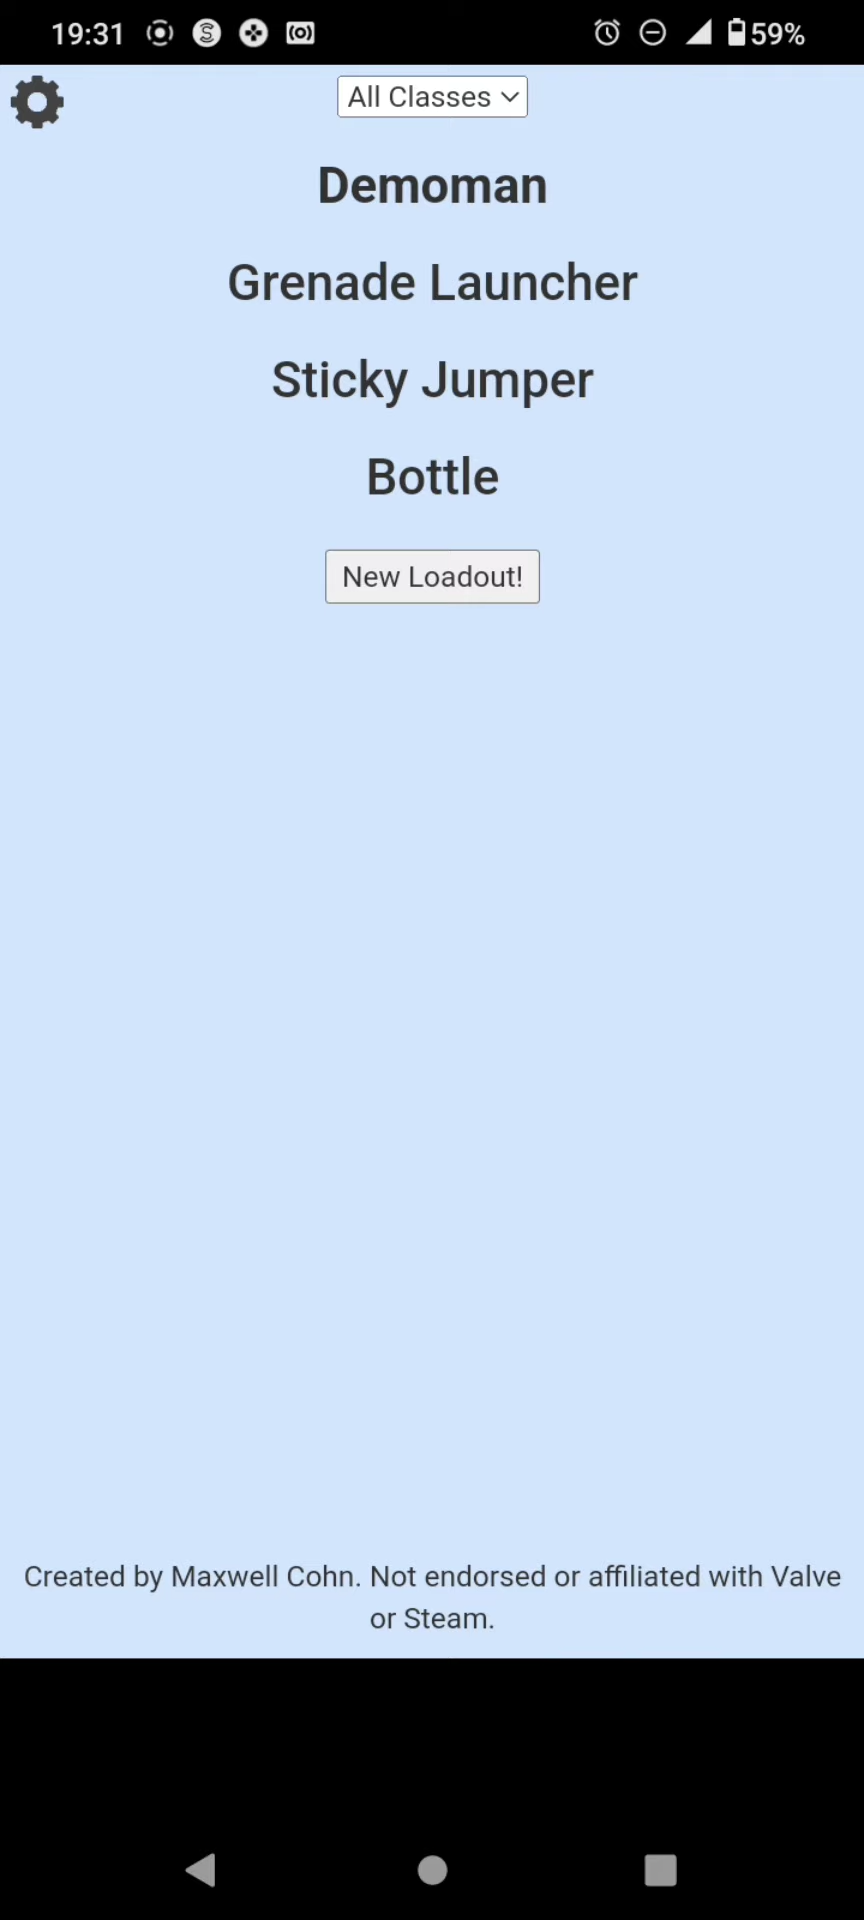 19:31
59%
All Classes
Demoman
Grenade Launcher
Sticky Jumper
Bottle
New Loadout!
Created by Maxwell Cohn. Not endorsed or affiliated with Valve
or Steam.